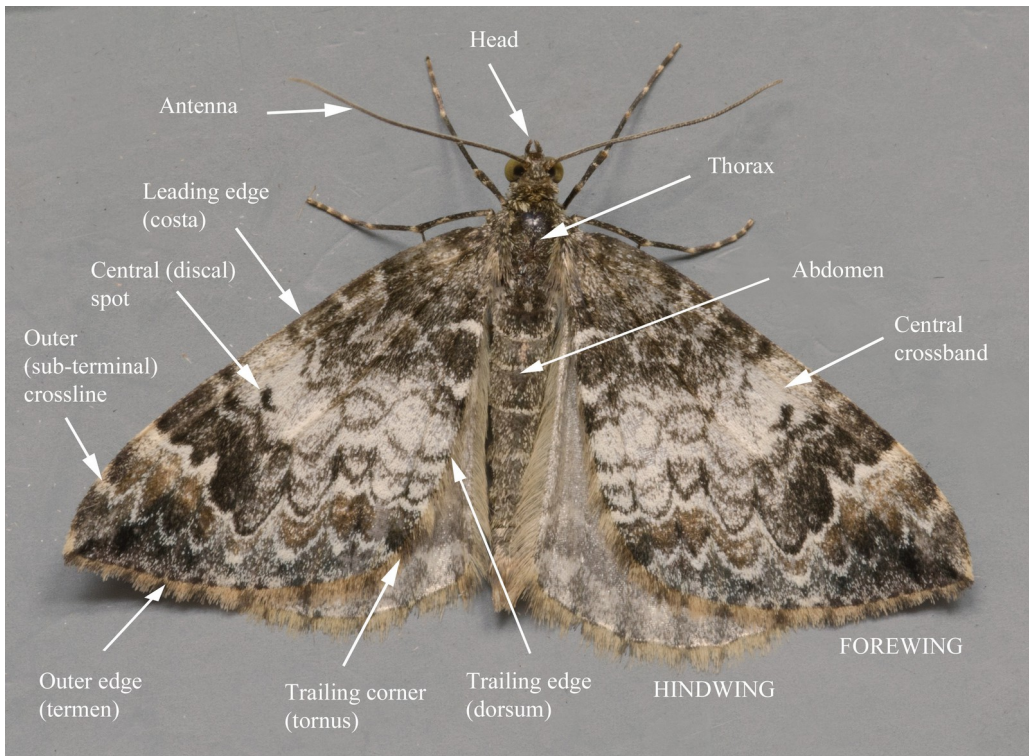 Head
Antenna
Thorax
Leading edge
(costa)
Central (discal)
spot
Abdomen
Outer
(sub-terminal)
crossline
Central
crossband
FOREWING
HINDWING
Outer edge
(termen)
Trailing corner
(tornus)
Trailing edge
(dorsum)